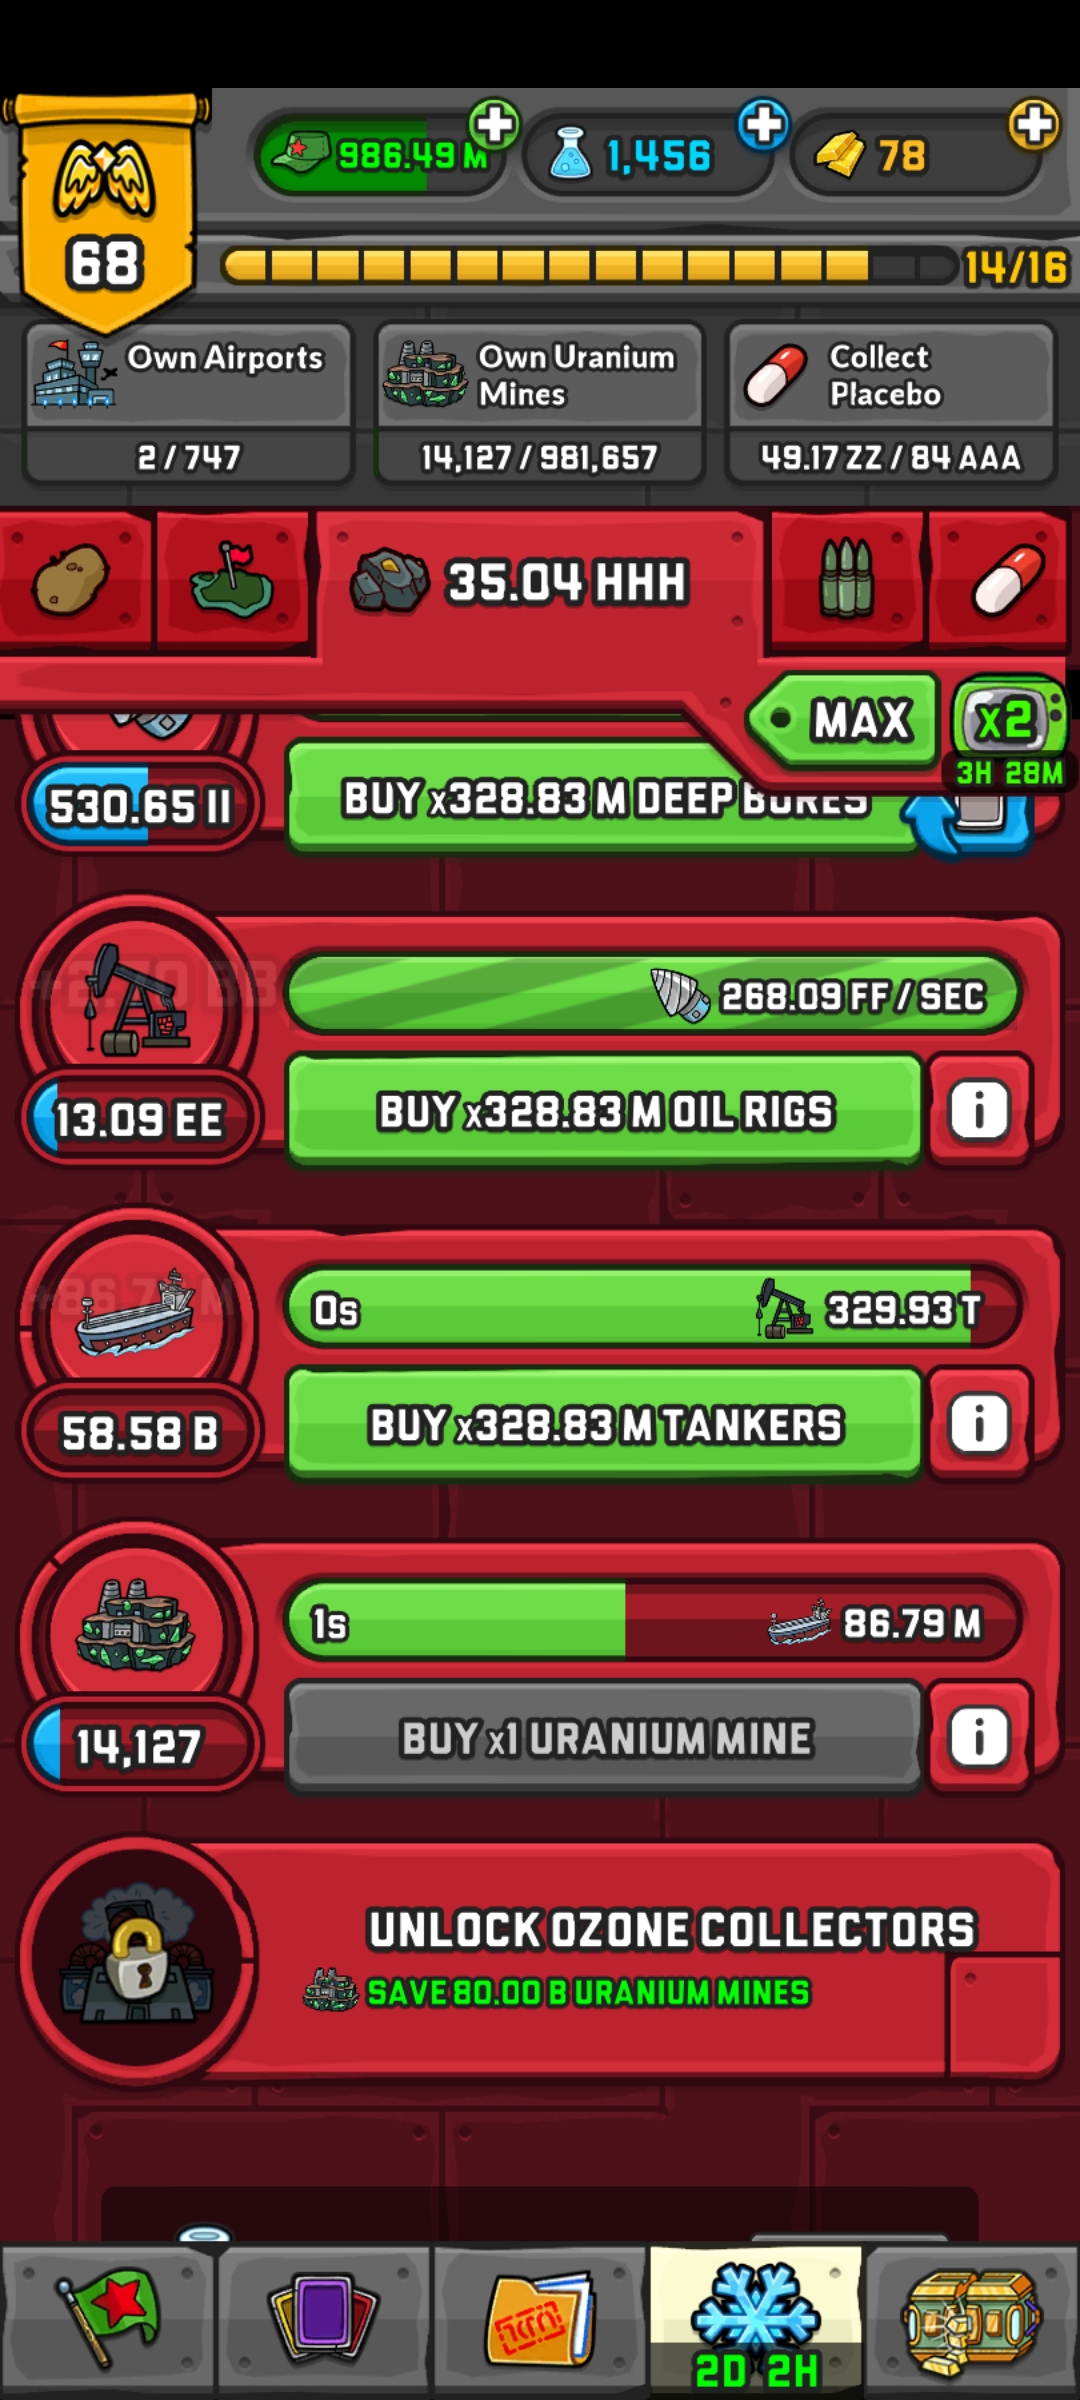 986.49 M
1,456
78
68
14/16
Own Airports
2 / 747
Own Uranium
Mines
14,127 / 981,657
Collect
Placebo
49.17 ZZ / 84 AAA
35.04 HHH
MAX
x2
3H 28M
530.65 II
BUY x328.83 M DEEP BORES
268.09 FF / SEC
13.09 EE
BUY x328.83 M OIL RIGS
0s
329.93 T
58.58 B
BUY x328.83 M TANKERS
1s
86.79 M
14,127
BUY x1 URANIUM MINE
UNLOCK OZONE COLLECTORS
SAVE 80.00 B URANIUM MINES
2D 2H